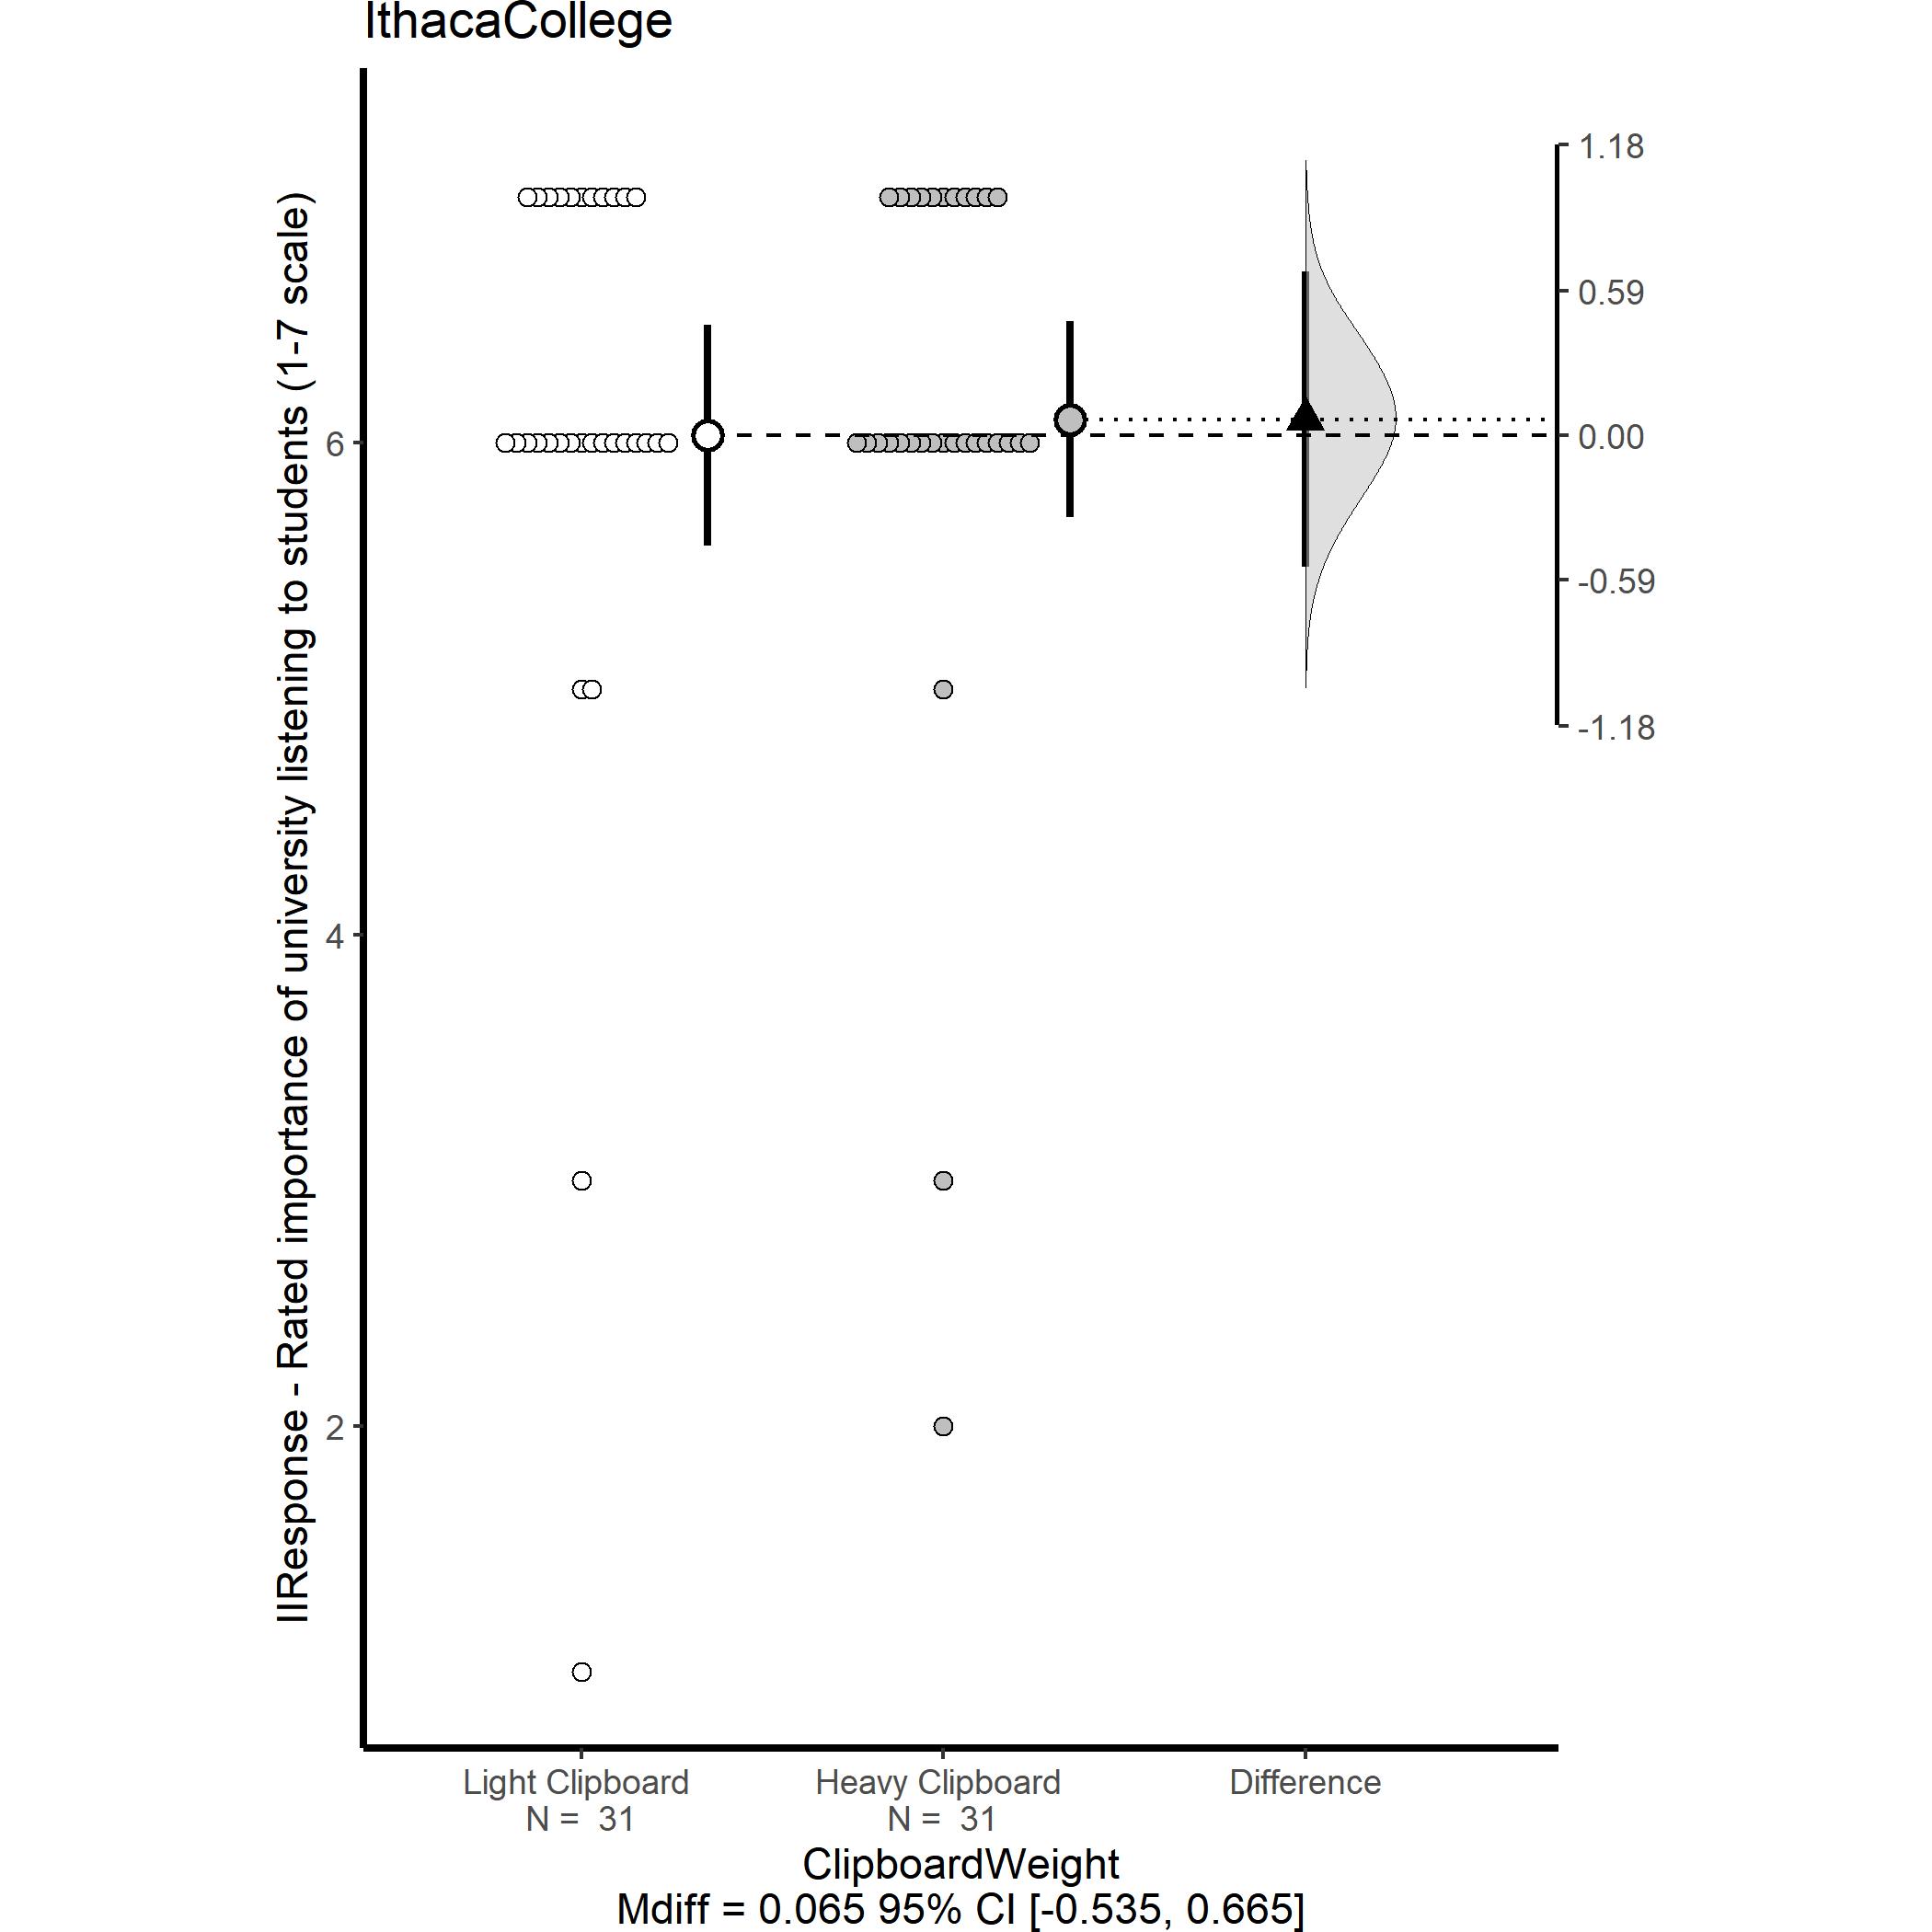 IthacaCollege
IIResponse - Rated importance of university listening to students (1-7 scale)
6
4
2
1.18
0.59
0.00
-0.59
-1.18
Light Clipboard
N =  31
Heavy Clipboard
N =  31
Difference
ClipboardWeight
Mdiff = 0.065 95% CI [-0.535, 0.665]